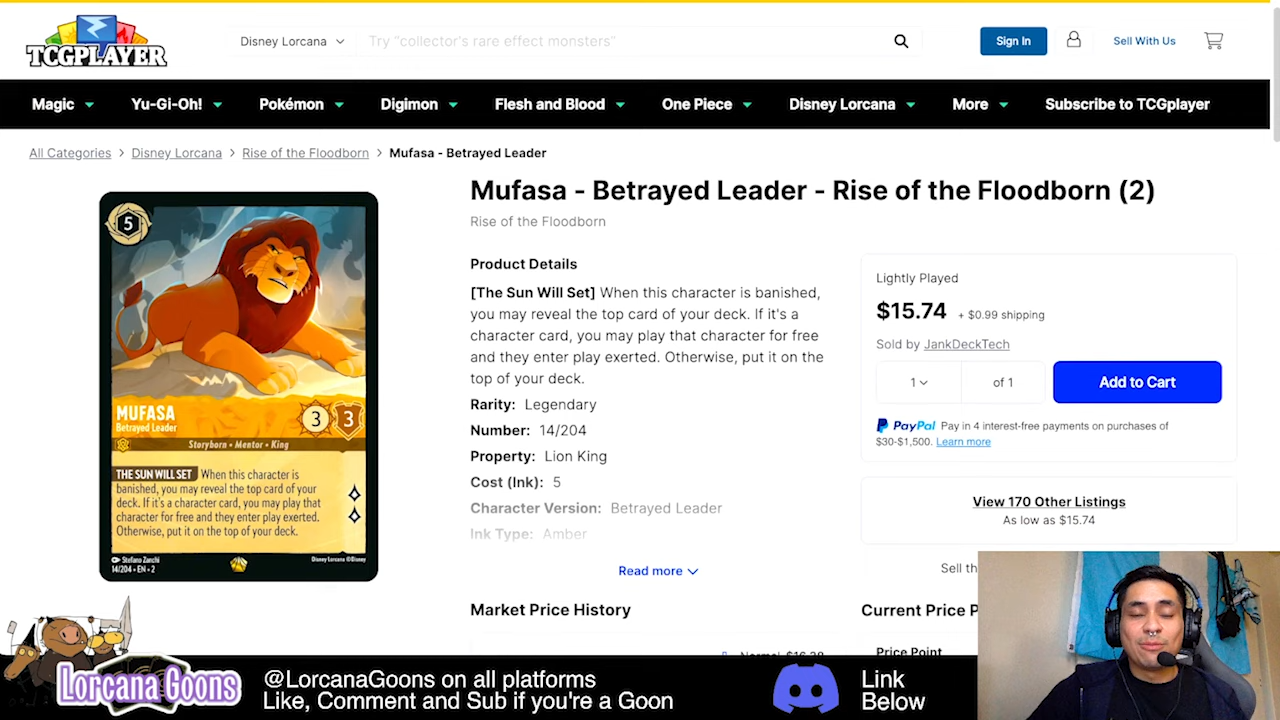 TCGPLAYER
Disney Lorcana
Try "collector's rare effect monsters"
Sign In
Sell With Us
Magic
Yu-Gi-Oh!
Pokémon
Digimon
Flesh and Blood
One Piece
Disney Lorcana
More
Subscribe to TCGplayer
All Categories > Disney Lorcana > Rise of the Floodborn > Mufasa - Betrayed Leader
5
MUFASA
Betrayed Leader
3
3
Storyborn • Mentor • King
THE SUN WILL SET When this character is
banished, you may reveal the top card of your
deck. If it's a character card, you may play that
character for free and they enter play exerted.
Otherwise, put it on the top of your deck.
Stefano Zanchi
14/204 • EN • 2
Disney Lorcana ©Disney
Mufasa - Betrayed Leader - Rise of the Floodborn (2)
Rise of the Floodborn
Product Details
[The Sun Will Set] When this character is banished,
you may reveal the top card of your deck. If it's a
character card, you may play that character for free
and they enter play exerted. Otherwise, put it on the
top of your deck.
Rarity: Legendary
Number: 14/204
Property: Lion King
Cost (Ink): 5
Character Version: Betrayed Leader
Ink Type: Amber
Read more
Market Price History
Lightly Played
$15.74 + $0.99 shipping
Sold by JankDeckTech
1
of 1
Add to Cart
PayPal Pay in 4 interest-free payments on purchases of
$30-$1,500. Learn more
View 170 Other Listings
As low as $15.74
Sell th
Current Price P
Price Point
Lorcana Goons
@LorcanaGoons on all platforms
Like, Comment and Sub if you're a Goon
Link
Below